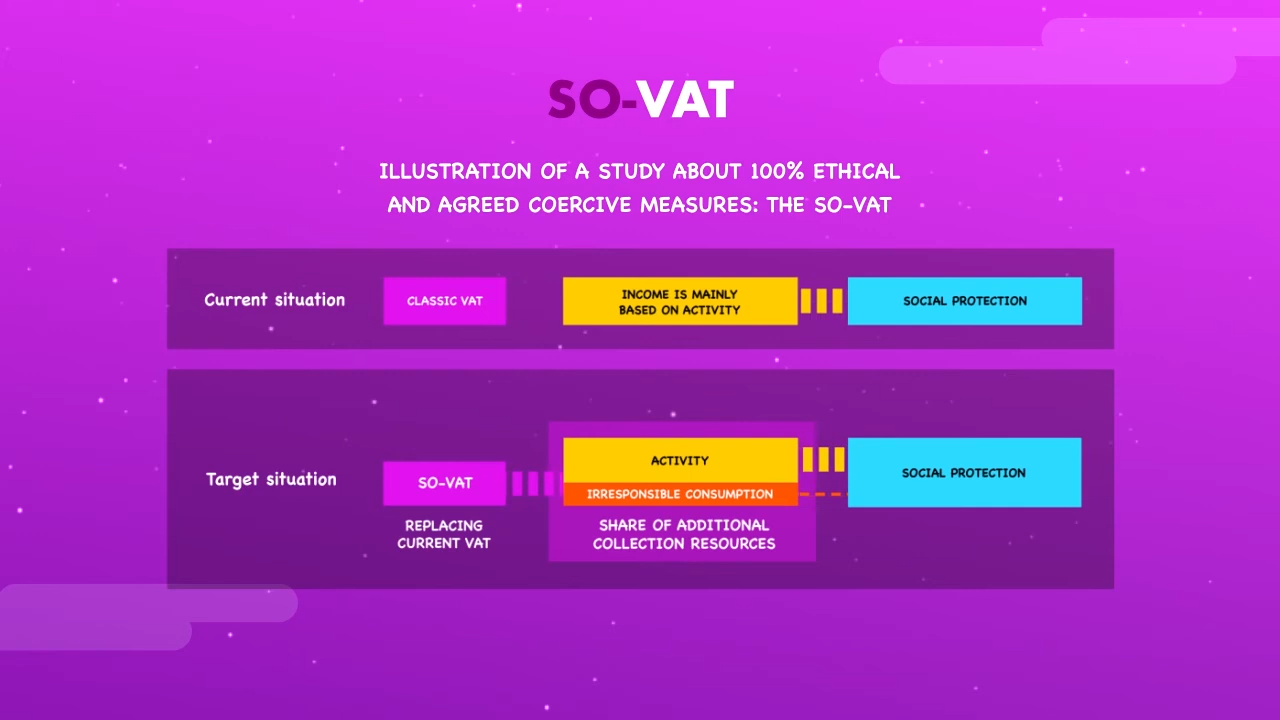 SO-VAT
ILLUSTRATION OF A STUDY ABOUT 100% ETHICAL
AND AGREED COERCIVE MEASURES: THE SO-VAT
Current situation
CLASSIC VAT
INCOME IS MAINLY
BASED ON ACTIVITY
SOCIAL PROTECTION
Target situation
SO-VAT
REPLACING
CURRENT VAT
ACTIVITY
IRRESPONSIBLE CONSUMPTION
SHARE OF ADDITIONAL
COLLECTION RESOURCES
SOCIAL PROTECTION